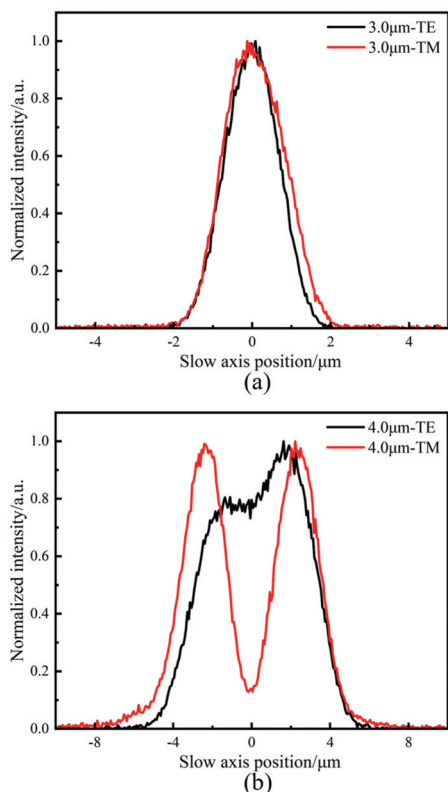 3.0μm-TE
3.0μm-TM
Normalized intensity/a.u.
1.0
0.8
0.6
0.4
0.2
0.0
-4 -2 0 2 4
Slow axis position/μm
(a)
4.0μm-TE
4.0μm-TM
Normalized intensity/a.u.
1.0
0.8
0.6
0.4
0.2
0.0
-8 -4 0 4 8
Slow axis position/μm
(b)